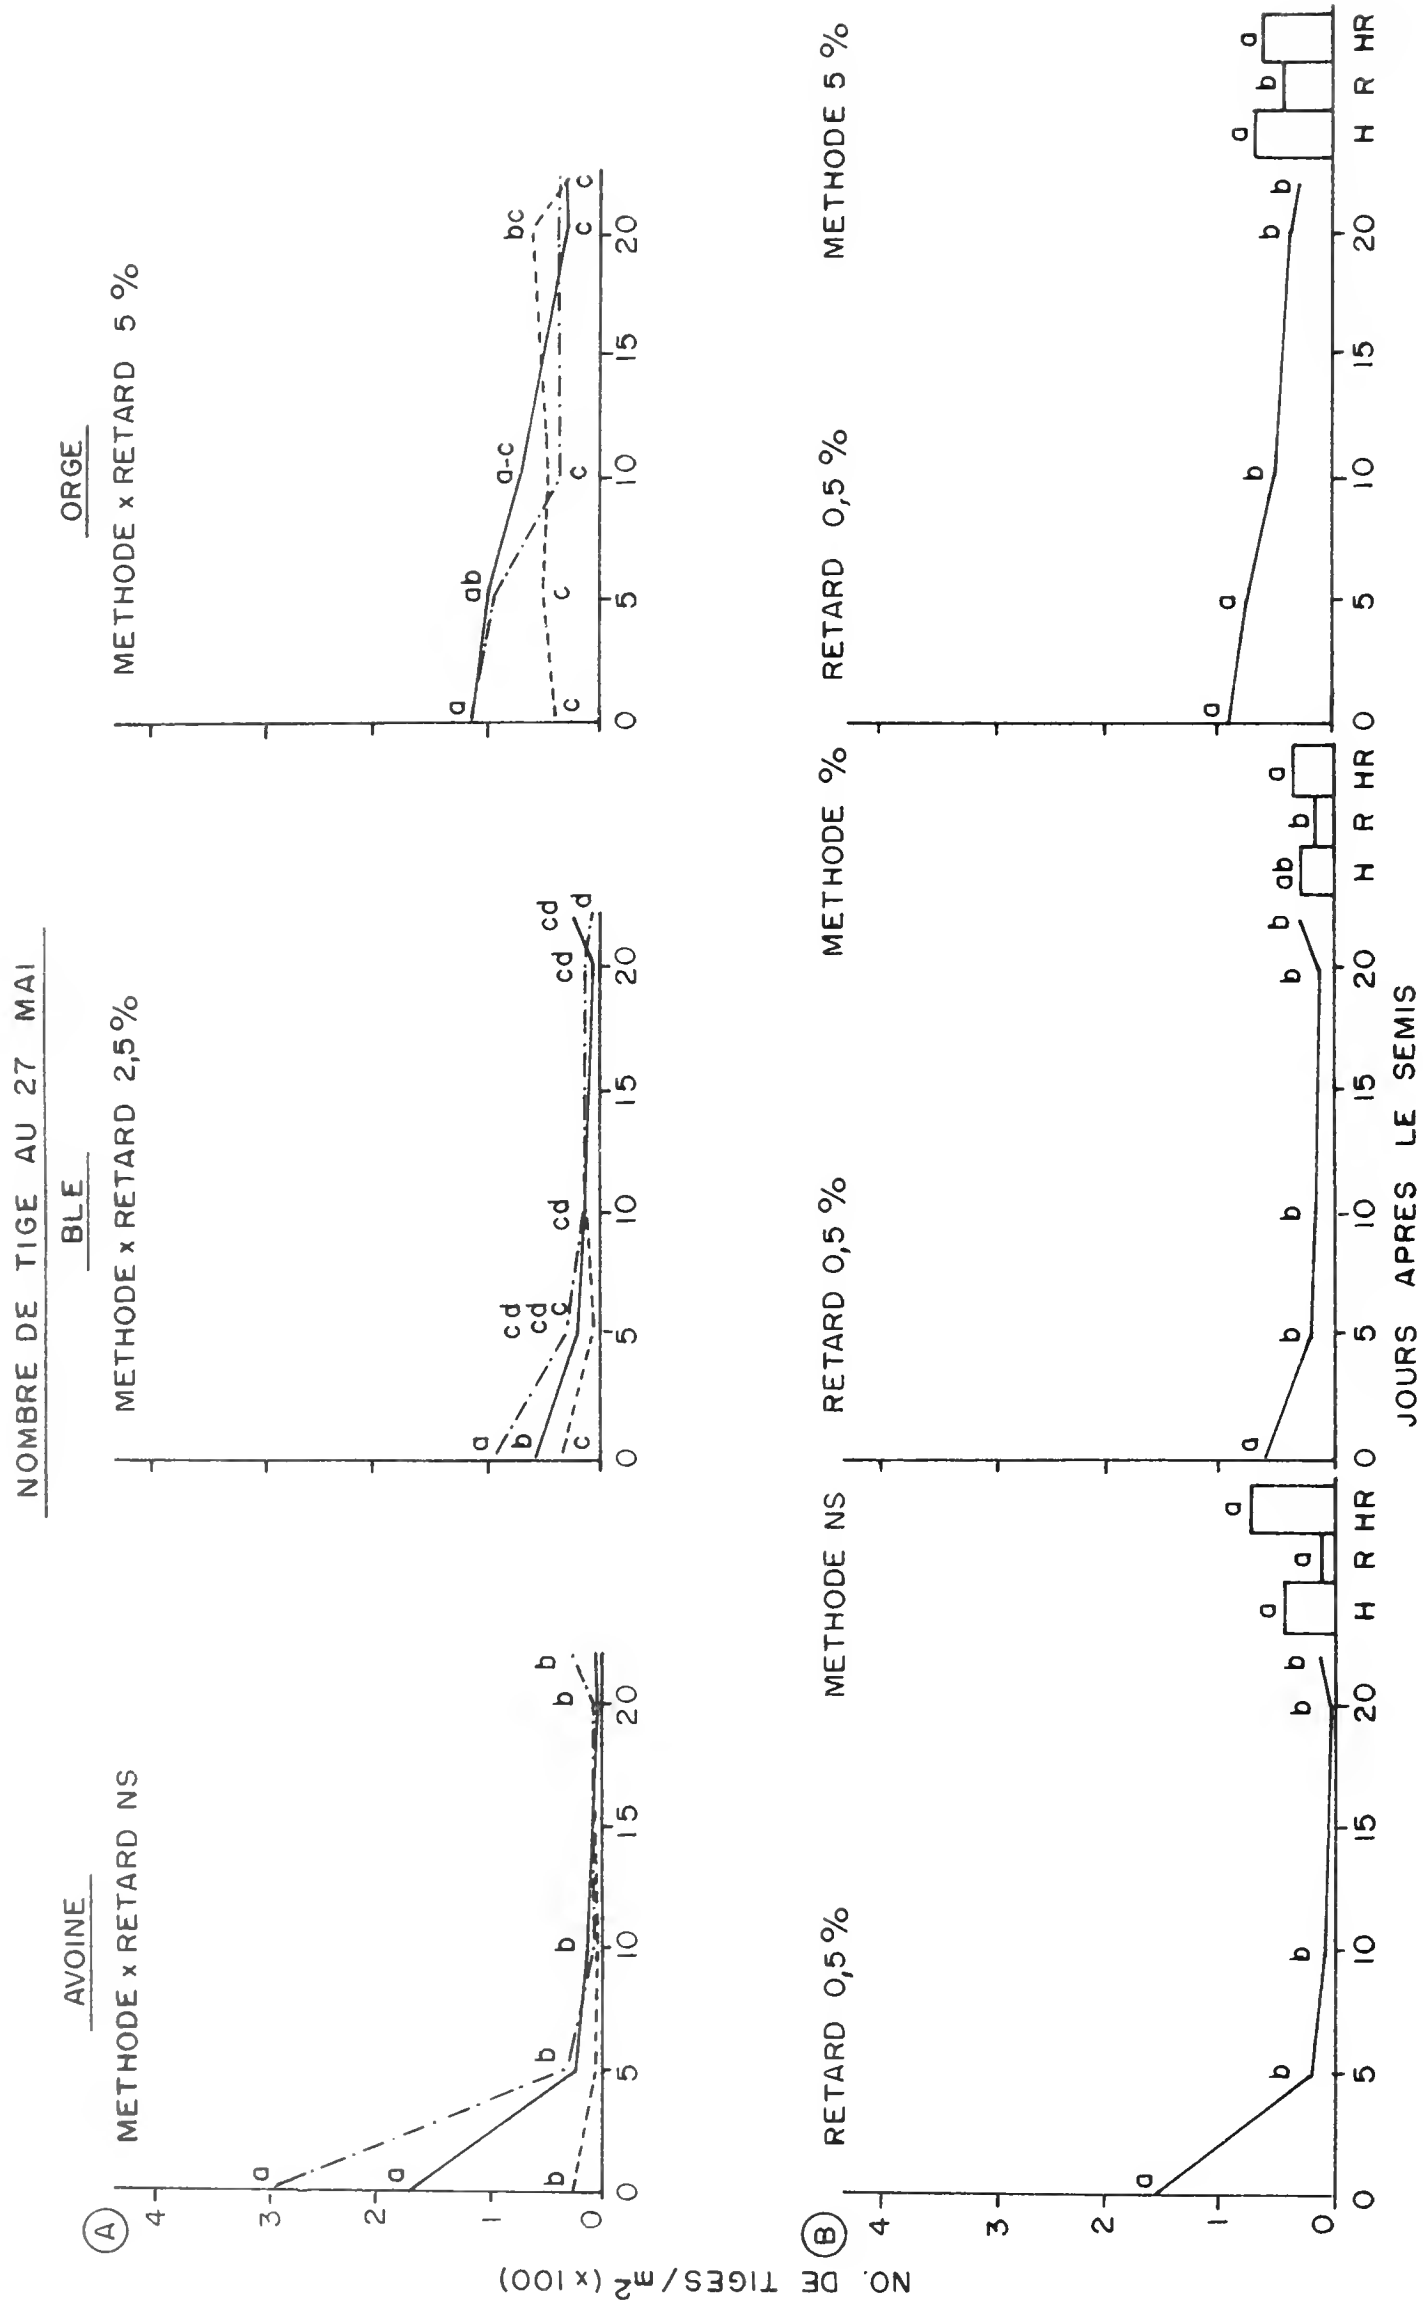 NOMBRE DE TIGE AU 27 MAI
AVOINE
BLE
ORGE
METHODE x RETARD NS
METHODE x RETARD 2,5%
METHODE x RETARD 5 %
A
4
3
2
1
0
a
a
b
b
b
b
b
0 5 10 15 20
a
b
c
cd
cd
c
cd
cd
cd
d
0 5 10 15 20
a
ab
a-c
bc
c
c
c
c
c
0 5 10 15 20
NO. DE TIGES/m² (x 100)
B
RETARD 0,5%
METHODE NS
RETARD 0,5 %
METHODE %
RETARD 0,5 %
METHODE 5 %
4
3
2
1
0
a
b
b
b
b
a
a
a
0 5 10 15 20 H R HR
a
b
b
b
b
ab
b
a
0 5 10 15 20 H R HR
a
a
b
b
b
a
b
a
0 5 10 15 20 H R HR
JOURS APRES LE SEMIS